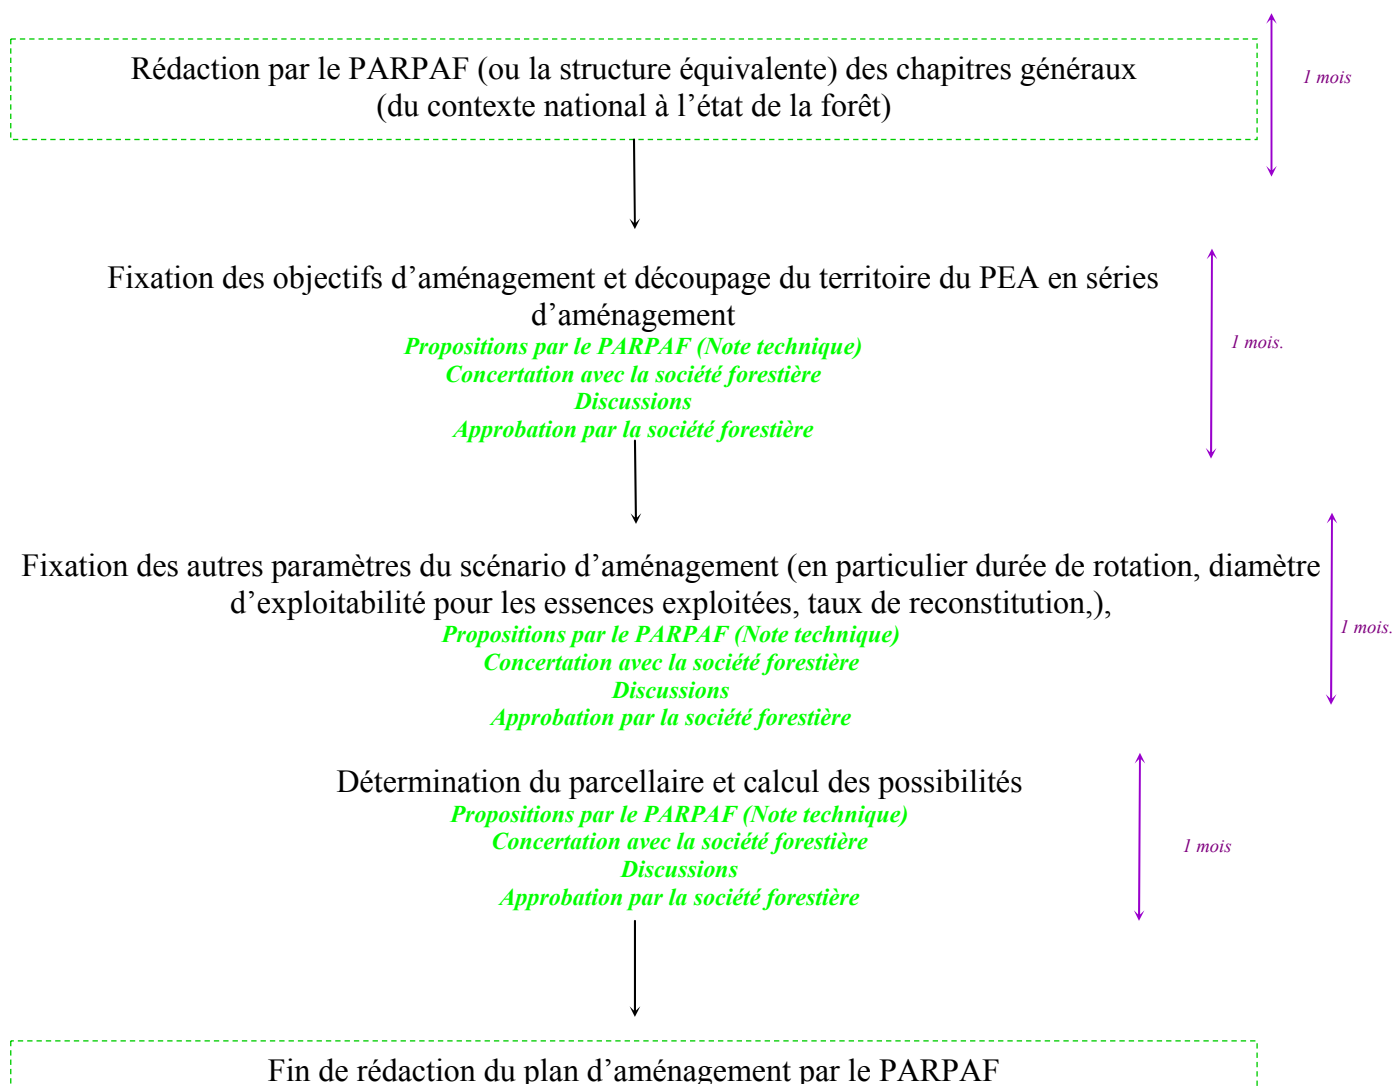 Rédaction par le PARPAF (ou la structure équivalente) des chapitres généraux
(du contexte national à l’état de la forêt)
1 mois
Fixation des objectifs d’aménagement et découpage du territoire du PEA en séries
d’aménagement
Propositions par le PARPAF (Note technique)
Concertation avec la société forestière
Discussions
Approbation par la société forestière
1 mois.
Fixation des autres paramètres du scénario d’aménagement (en particulier durée de rotation, diamètre
d’exploitabilité pour les essences exploitées, taux de reconstitution,),
Propositions par le PARPAF (Note technique)
Concertation avec la société forestière
Discussions
Approbation par la société forestière
1 mois.
Détermination du parcellaire et calcul des possibilités
Propositions par le PARPAF (Note technique)
Concertation avec la société forestière
Discussions
Approbation par la société forestière
1 mois
Fin de rédaction du plan d’aménagement par le PARPAF